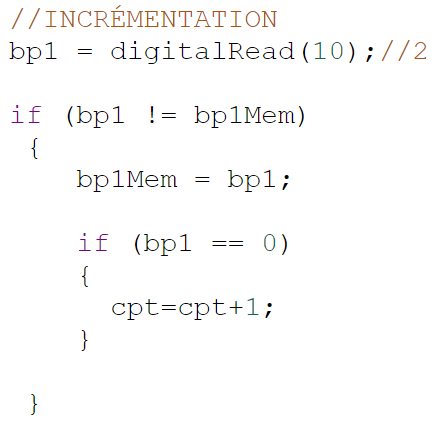 //INCRÉMENTATION
bp1 = digitalRead(10);//2
if (bp1 != bp1Mem)
{
bp1Mem = bp1;
if (bp1 == 0)
{
cpt=cpt+1;
}
}